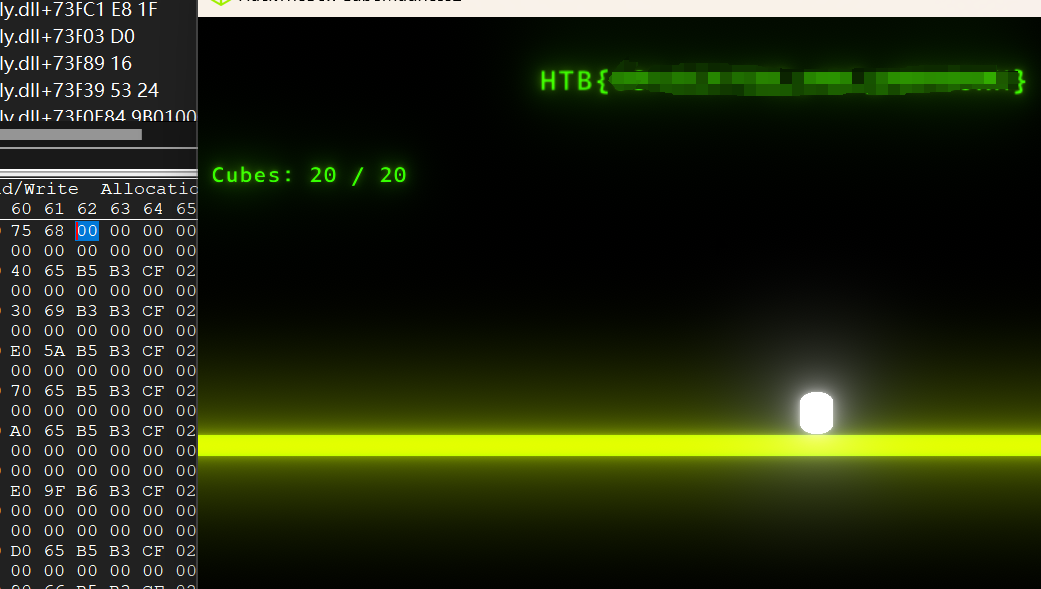 ly.dll+73FC1 E8 1F
ly.dll+73F03 D0
ly.dll+73F89 16
ly.dll+73F39 53 24
HTB{
}
Cubes: 20 / 20
d/Write Allocatio
60 61 62 63 64 65
75 68 00 00 00 00
00 00 00 00 00 00
40 65 B5 B3 CF 02
00 00 00 00 00 00
30 69 B3 B3 CF 02
00 00 00 00 00 00
E0 5A B5 B3 CF 02
00 00 00 00 00 00
70 65 B5 B3 CF 02
00 00 00 00 00 00
A0 65 B5 B3 CF 02
00 00 00 00 00 00
00 00 00 00 00 00
E0 9F B6 B3 CF 02
00 00 00 00 00 00
00 00 00 00 00 00
D0 65 B5 B3 CF 02
00 00 00 00 00 00